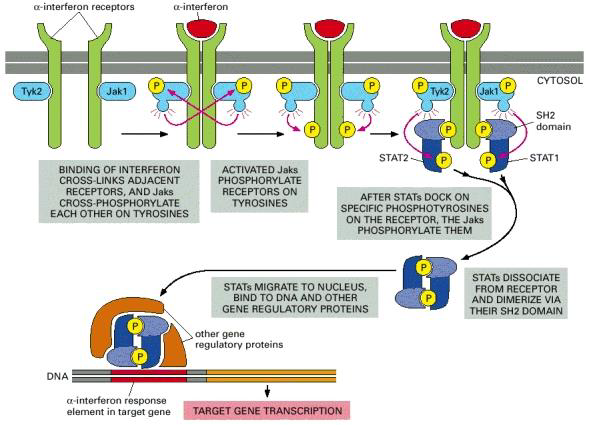 α-interferon receptors
α-interferon
P
P
P
P
P
P
Tyk2
Jak1
Tyk2
Jak1
CYTOSOL
P
P
P
P
SH2
domain
STAT2
STAT1
BINDING OF INTERFERON
CROSS-LINKS ADJACENT
RECEPTORS, AND Jaks
CROSS-PHOSPHORYLATE
EACH OTHER ON TYROSINES
ACTIVATED Jaks
PHOSPHORYLATE
RECEPTORS ON
TYROSINES
AFTER STATs DOCK ON
SPECIFIC PHOSPHOTYROSINES
ON THE RECEPTOR, THE Jaks
PHOSPHORYLATE THEM
P
P
STATs DISSOCIATE
FROM RECEPTOR
AND DIMERIZE VIA
THEIR SH2 DOMAIN
STATs MIGRATE TO NUCLEUS,
BIND TO DNA AND OTHER
GENE REGULATORY PROTEINS
P
P
other gene
regulatory proteins
DNA
α-interferon response
element in target gene
TARGET GENE TRANSCRIPTION